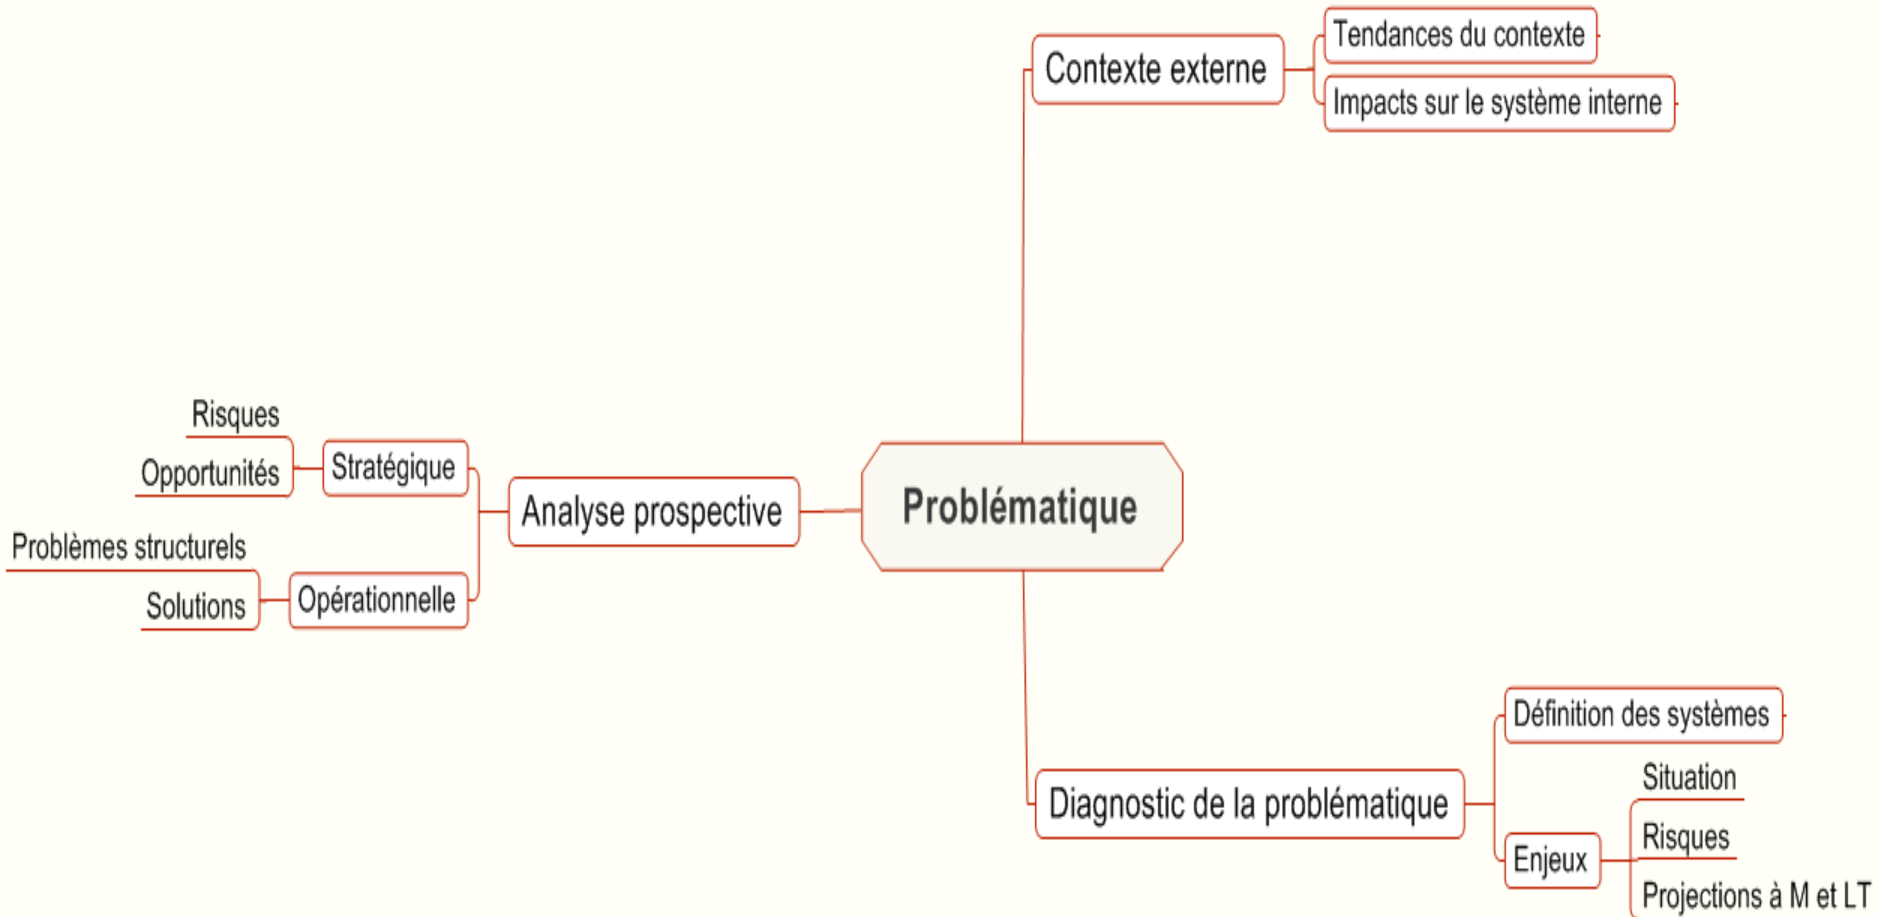 Contexte externe
Tendances du contexte
Impacts sur le système interne
Problématique
Analyse prospective
Stratégique
Risques
Opportunités
Opérationnelle
Problèmes structurels
Solutions
Diagnostic de la problématique
Définition des systèmes
Enjeux
Situation
Risques
Projections à M et LT